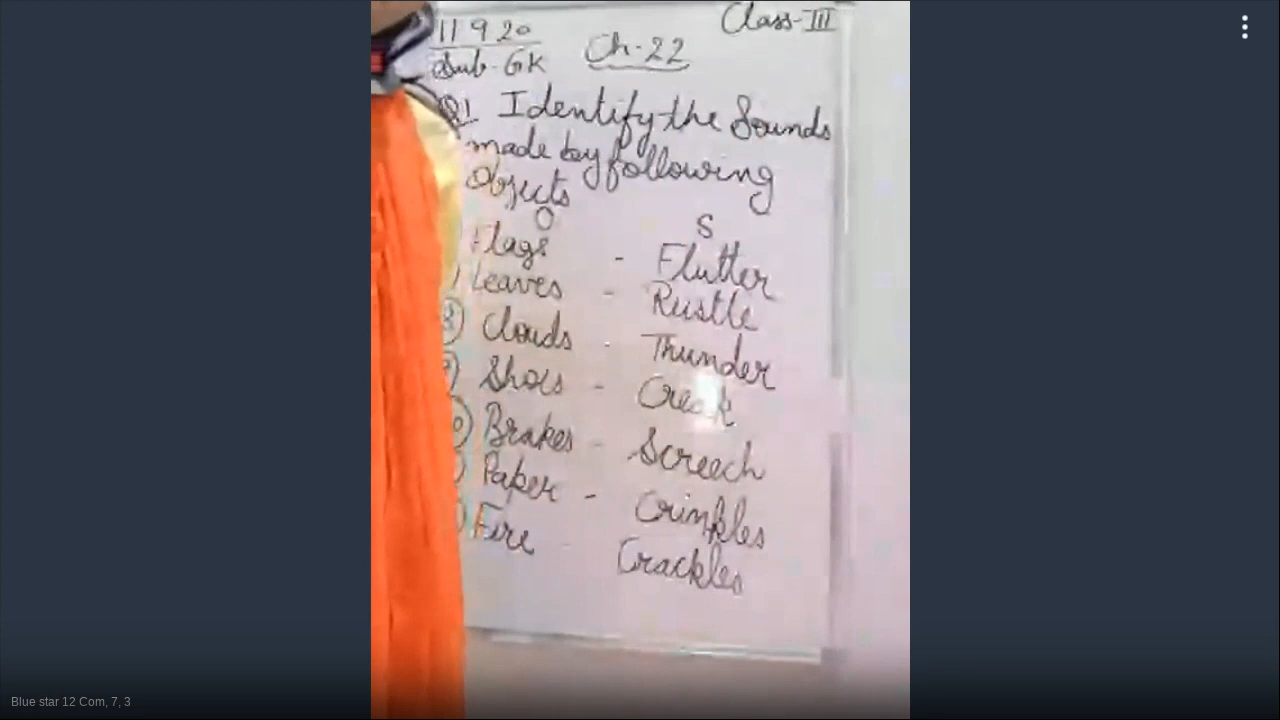 11 9 20 Class-III
Sub-GK Ch-22
Q1 Identify the Sounds
made by following
Objects
O S
Flags - Flutter
Leaves - Rustle
3) Clouds - Thunder
Shoes - Creak
Brakes - Screech
Paper - Crinkles
Fire - Crackles
Blue star 12 Com, 7, 3